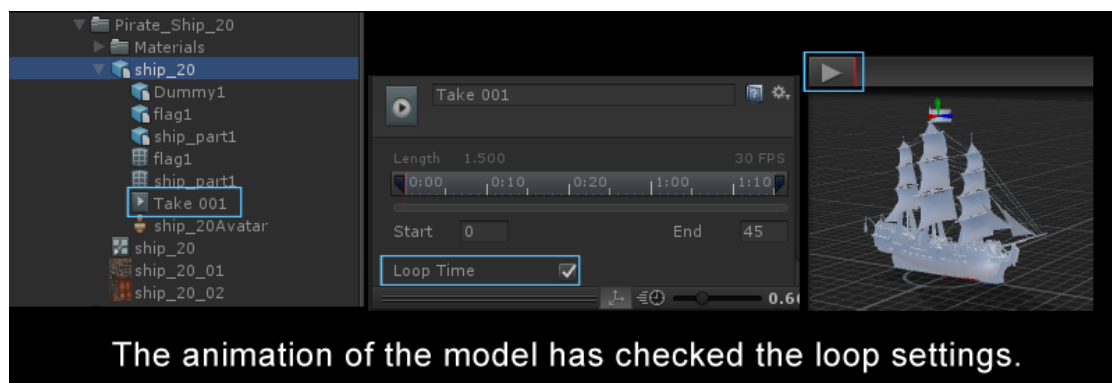 Pirate_Ship_20
Materials
ship_20
Dummy1
flag1
ship_part1
flag1
ship_part1
Take 001
ship_20Avatar
ship_20
ship_20_01
ship_20_02
Take 001
Length 1.500 30 FPS
0:00 0:10 0:20 1:00 1:10
Start 0 End 45
Loop Time
The animation of the model has checked the loop settings.